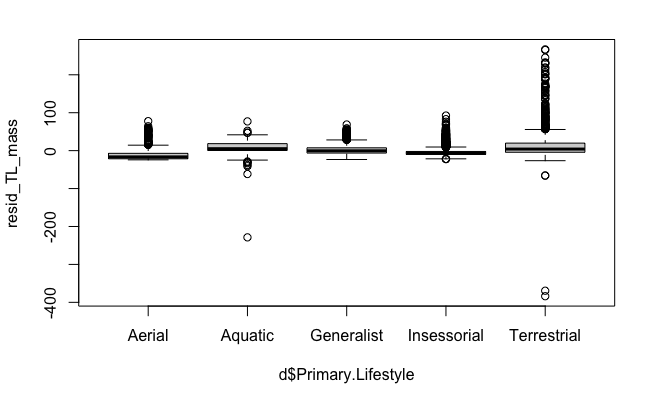 resid_TL_mass
100
0
-200
-400
Aerial Aquatic Generalist Insessorial Terrestrial
d$Primary.Lifestyle